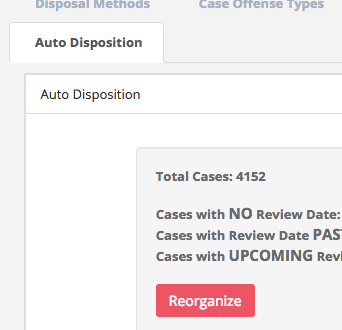 Disposal Methods Case Offense Types
Auto Disposition
Auto Disposition
Total Cases: 4152
Cases with NO Review Date:
Cases with Review Date
Cases with UPCOMING
Reorganize